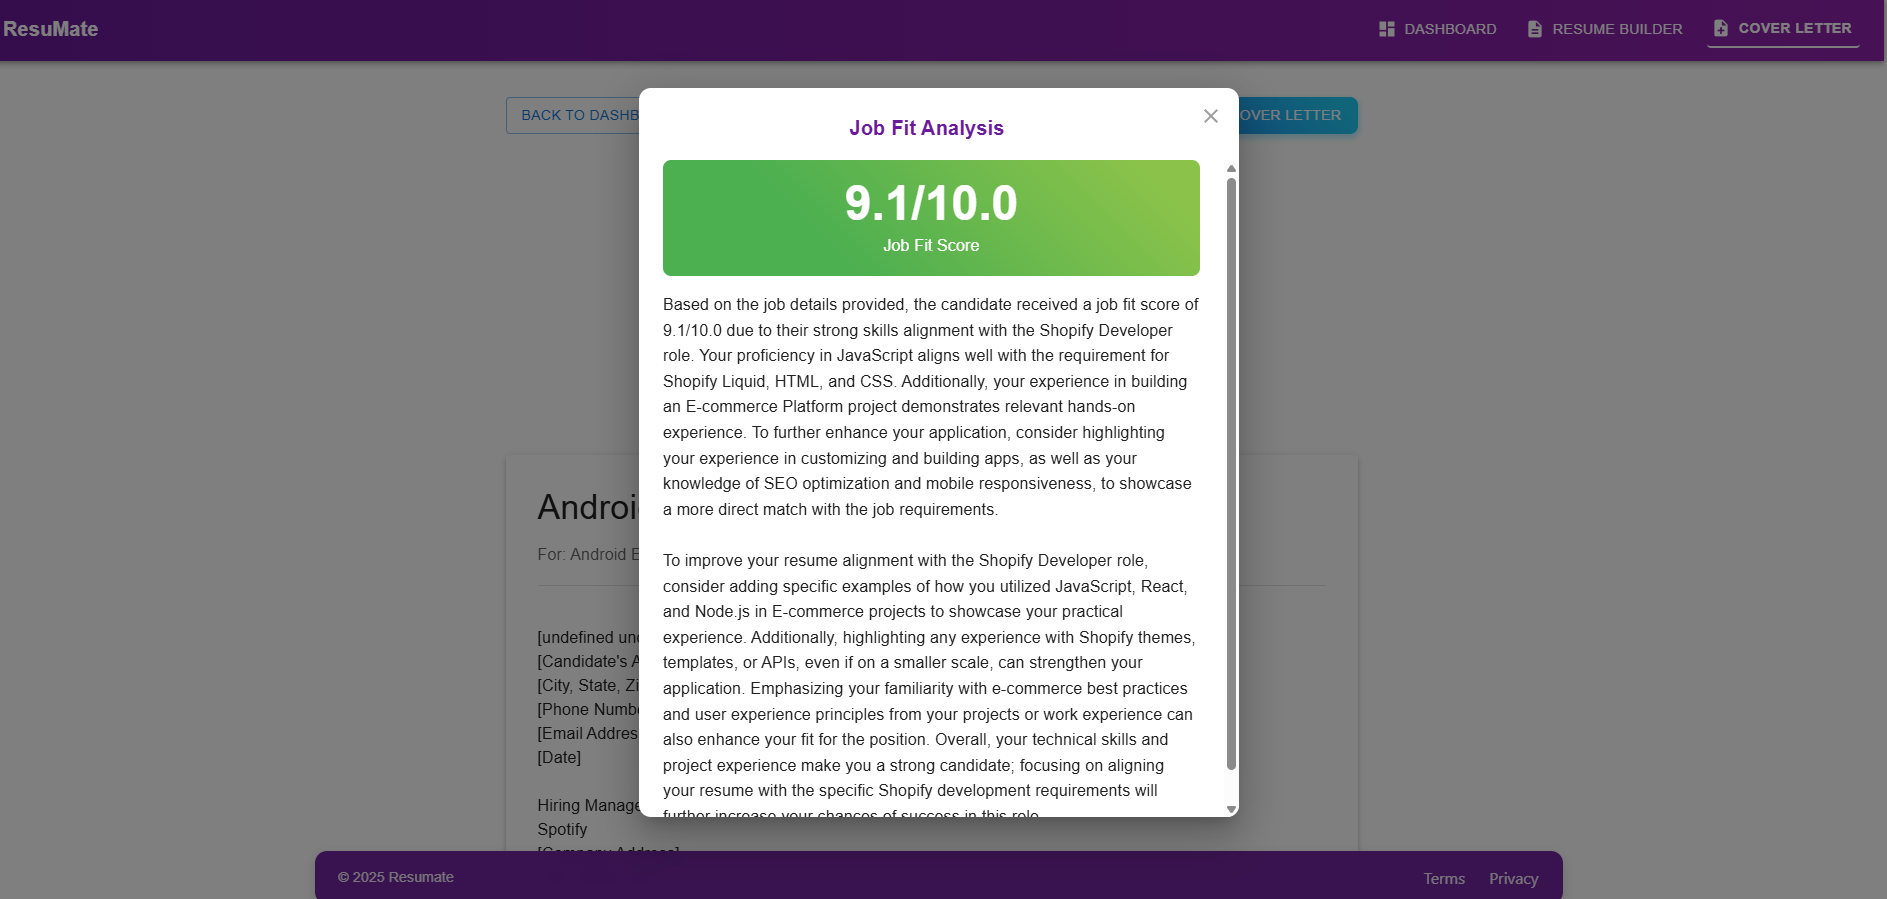 ResuMate
DASHBOARD
RESUME BUILDER
COVER LETTER
BACK TO DASHB
OVER LETTER
Job Fit Analysis
9.1/10.0
Job Fit Score
Based on the job details provided, the candidate received a job fit score of
9.1/10.0 due to their strong skills alignment with the Shopify Developer
role. Your proficiency in JavaScript aligns well with the requirement for
Shopify Liquid, HTML, and CSS. Additionally, your experience in building
an E-commerce Platform project demonstrates relevant hands-on
experience. To further enhance your application, consider highlighting
your experience in customizing and building apps, as well as your
knowledge of SEO optimization and mobile responsiveness, to showcase
a more direct match with the job requirements.
To improve your resume alignment with the Shopify Developer role,
consider adding specific examples of how you utilized JavaScript, React,
and Node.js in E-commerce projects to showcase your practical
experience. Additionally, highlighting any experience with Shopify themes,
templates, or APIs, even if on a smaller scale, can strengthen your
application. Emphasizing your familiarity with e-commerce best practices
and user experience principles from your projects or work experience can
also enhance your fit for the position. Overall, your technical skills and
project experience make you a strong candidate; focusing on aligning
your resume with the specific Shopify development requirements will
further increase your chances of success in this role.
Androi
For: Android E
[undefined un
[Candidate's A
[City, State, Zi
[Phone Numb
[Email Addres
[Date]
Hiring Manage
Spotify
[Company Address]
© 2025 Resumate
Terms
Privacy